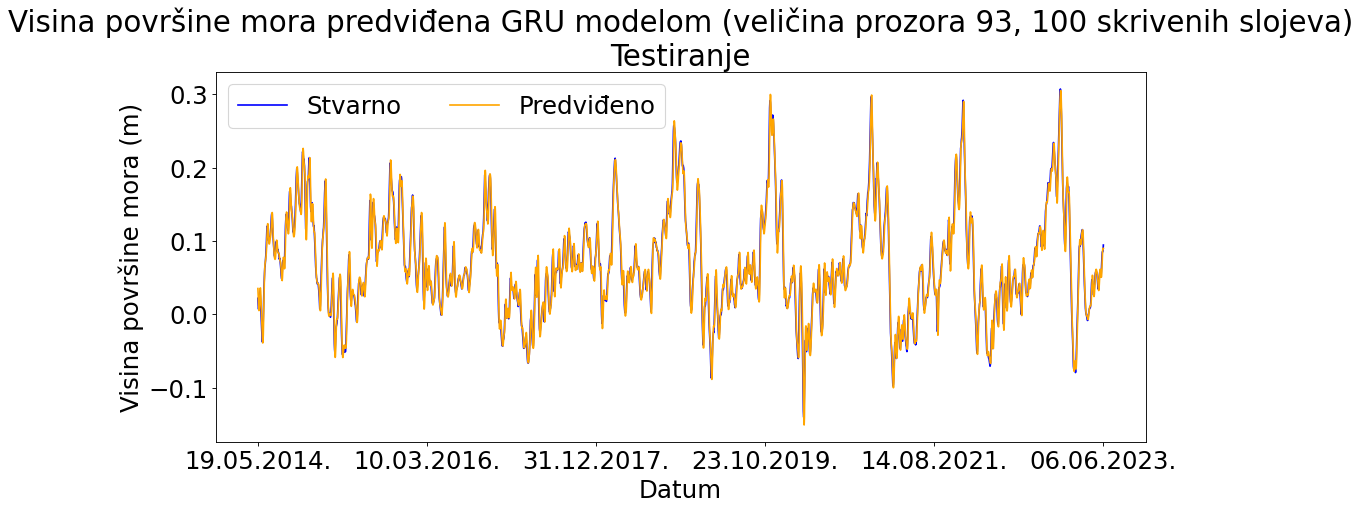 Visina površine mora predviđena GRU modelom (veličina prozora 93, 100 skrivenih slojeva)
Testiranje
Stvarno Predviđeno
Visina površine mora (m)
0.3
0.2
0.1
0.0
−0.1
19.05.2014. 10.03.2016. 31.12.2017. 23.10.2019. 14.08.2021. 06.06.2023.
Datum